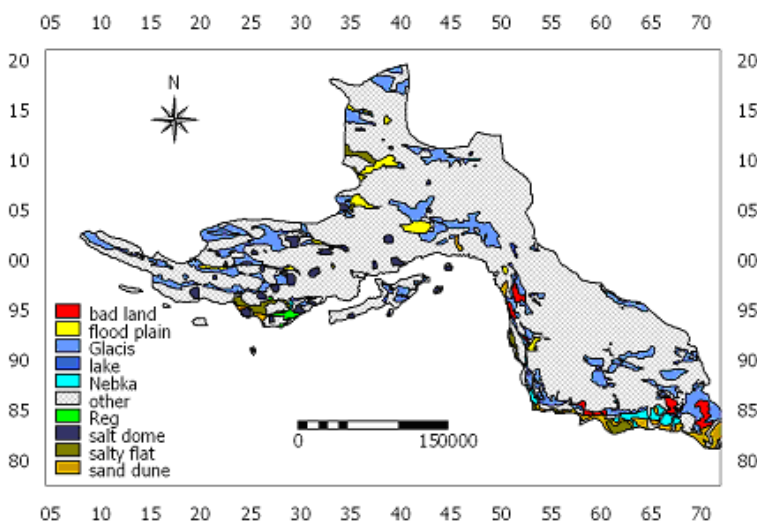 05 10 15 20 25 30 35 40 45 50 55 60 65 70
20 20
N
15 15
10 10
05 05
00 00
95 95
bad land
flood plain
90 90
Glacis
lake
Nebka
85 85
other
Reg
salt dome
0 150000
salty flat
80 80
sand dune
05 10 15 20 25 30 35 40 45 50 55 60 65 70